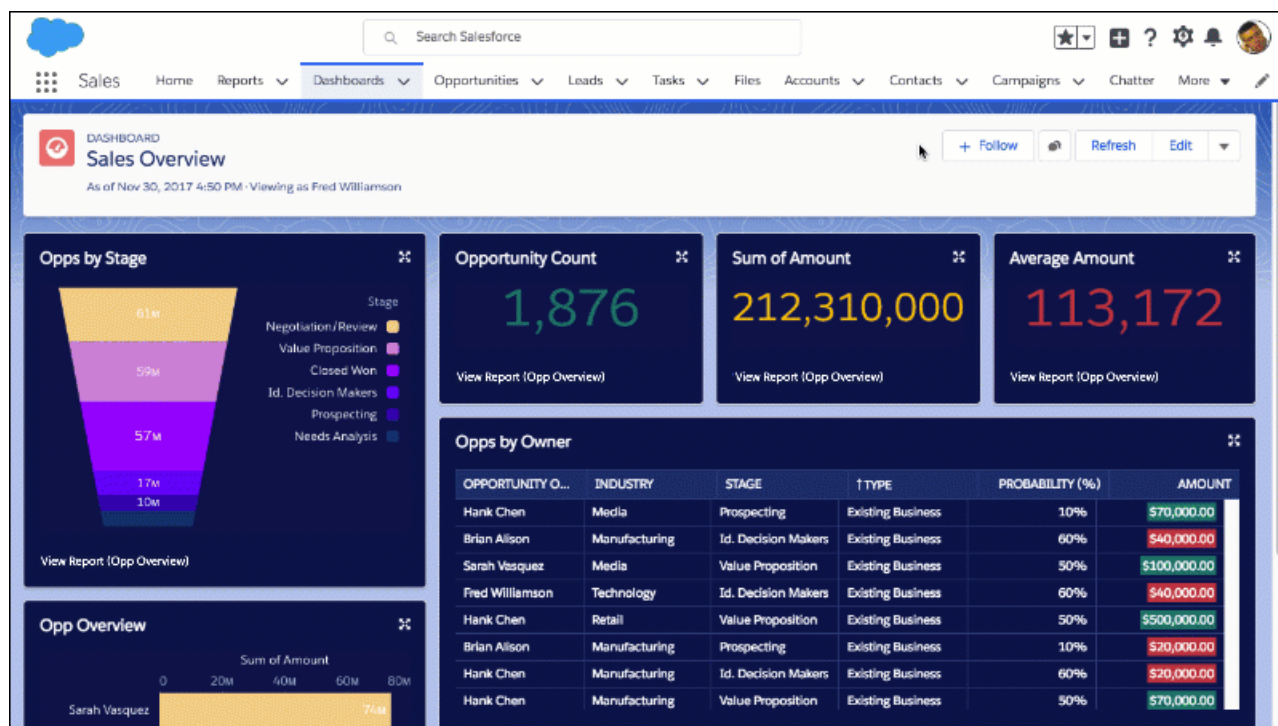 Search Salesforce
Sales Home Reports Dashboards Opportunities Leads Tasks Files Accounts Contacts Campaigns Chatter More
DASHBOARD
Sales Overview
As of Nov 30, 2017 4:50 PM·Viewing as Fred Williamson
+ Follow Refresh Edit
Opps by Stage
61M
59M
57M
17M
10M
Stage
Negotiation/Review
Value Proposition
Closed Won
Id. Decision Makers
Prospecting
Needs Analysis
View Report (Opp Overview)
Opportunity Count
1,876
View Report (Opp Overview)
Sum of Amount
212,310,000
View Report (Opp Overview)
Average Amount
113,172
View Report (Opp Overview)
Opps by Owner
OPPORTUNITY O... INDUSTRY STAGE ↑TYPE PROBABILITY (%) AMOUNT
Hank Chen Media Prospecting Existing Business 10% $70,000.00
Brian Alison Manufacturing Id. Decision Makers Existing Business 60% $40,000.00
Sarah Vasquez Media Value Proposition Existing Business 50% $100,000.00
Fred Williamson Technology Id. Decision Makers Existing Business 60% $40,000.00
Hank Chen Retail Value Proposition Existing Business 50% $500,000.00
Brian Alison Manufacturing Prospecting Existing Business 10% $20,000.00
Hank Chen Manufacturing Id. Decision Makers Existing Business 60% $20,000.00
Hank Chen Manufacturing Value Proposition Existing Business 50% $70,000.00
Opp Overview
Sum of Amount
0 20M 40M 60M 80M
Sarah Vasquez 74M